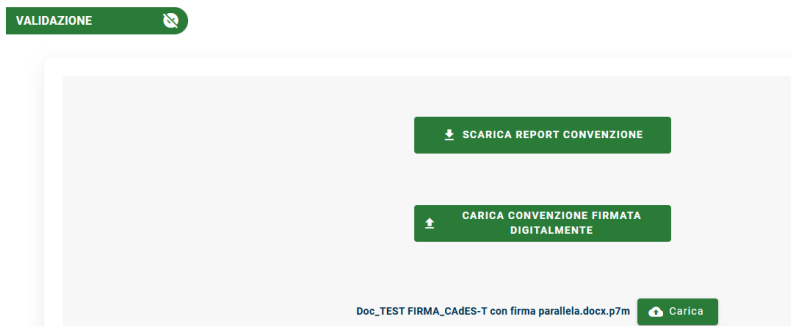 VALIDAZIONE
SCARICA REPORT CONVENZIONE
CARICA CONVENZIONE FIRMATA
DIGITALMENTE
Doc_TEST FIRMA_CAdES-T con firma parallela.docx.p7m Carica